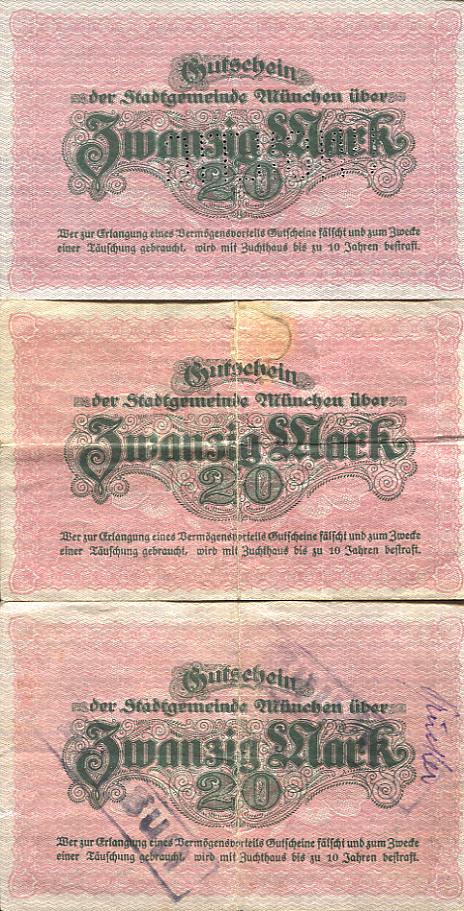 Gutschein
der Stadtgemeinde München über
Zwanzig Mark
20
Wer zur Erlangung eines Vermögensvorteils Gutscheine fälscht und zum Zwecke
einer Täuschung gebraucht, wird mit Zuchthaus bis zu 10 Jahren bestraft.
Gutschein
der Stadtgemeinde München über
Zwanzig Mark
20
Wer zur Erlangung eines Vermögensvorteils Gutscheine fälscht und zum Zwecke
einer Täuschung gebraucht, wird mit Zuchthaus bis zu 10 Jahren bestraft.
Gutschein
der Stadtgemeinde München über
Zwanzig Mark
20
Wer zur Erlangung eines Vermögensvorteils Gutscheine fälscht und zum Zwecke
einer Täuschung gebraucht, wird mit Zuchthaus bis zu 10 Jahren bestraft.